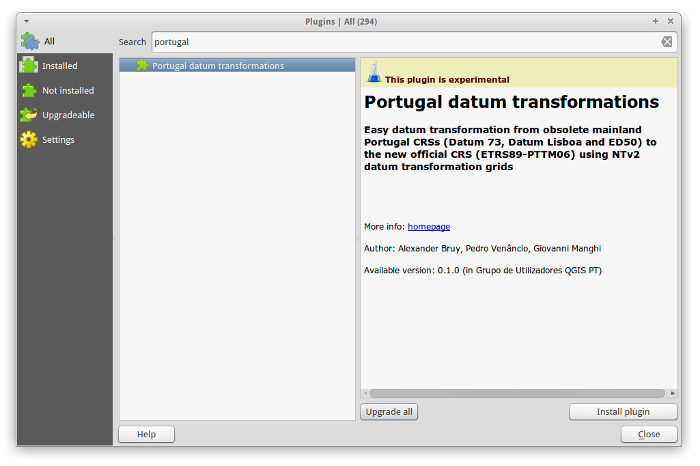 Plugins | All (294)
All
Search
portugal
Installed
Not installed
Upgradeable
Settings
Portugal datum transformations
This plugin is experimental
Portugal datum transformations
Easy datum transformation from obsolete mainland
Portugal CRSs (Datum 73, Datum Lisboa and ED50) to
the new official CRS (ETRS89-PTTM06) using NTv2
datum transformation grids
More info: homepage
Author: Alexander Bruy, Pedro Venâncio, Giovanni Manghi
Available version: 0.1.0 (in Grupo de Utilizadores QGIS PT)
Upgrade all
Install plugin
Help
Close